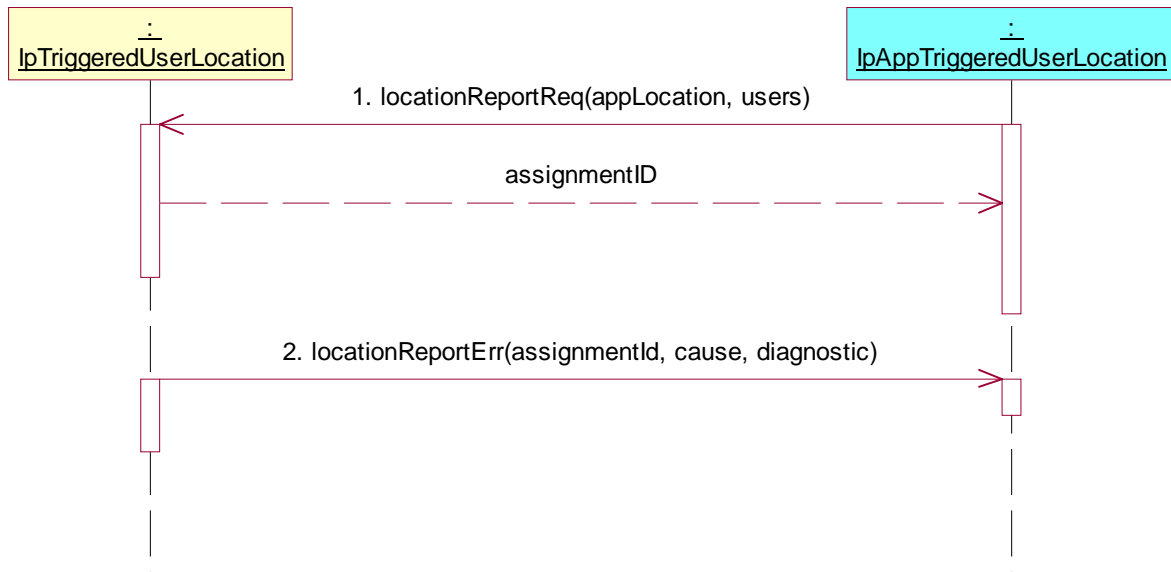 :
IpTriggeredUserLocation
:
IpAppTriggeredUserLocation
1. locationReportReq(appLocation, users)
assignmentID
2. locationReportErr(assignmentId, cause, diagnostic)